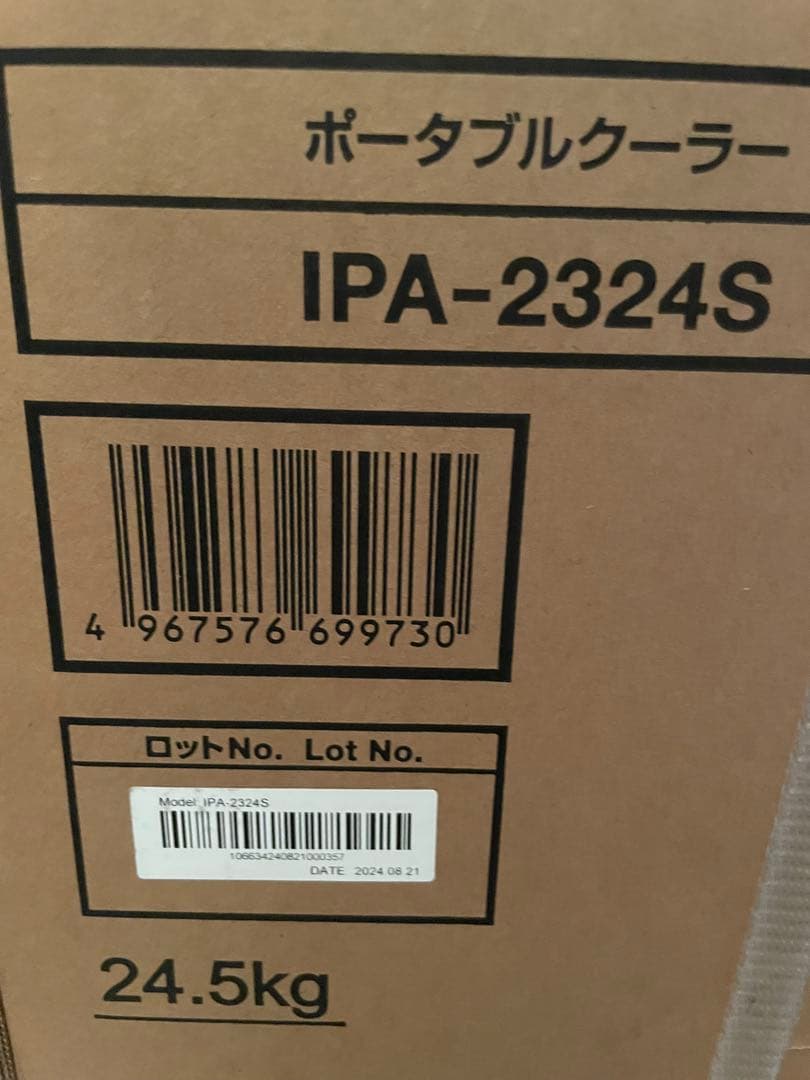 ポータブルクーラー
IPA-2324S
4 967576 699730
ロットNo. Lot No.
Model: IPA-2324S
106634240821000357
DATE 2024.08.21
24.5kg